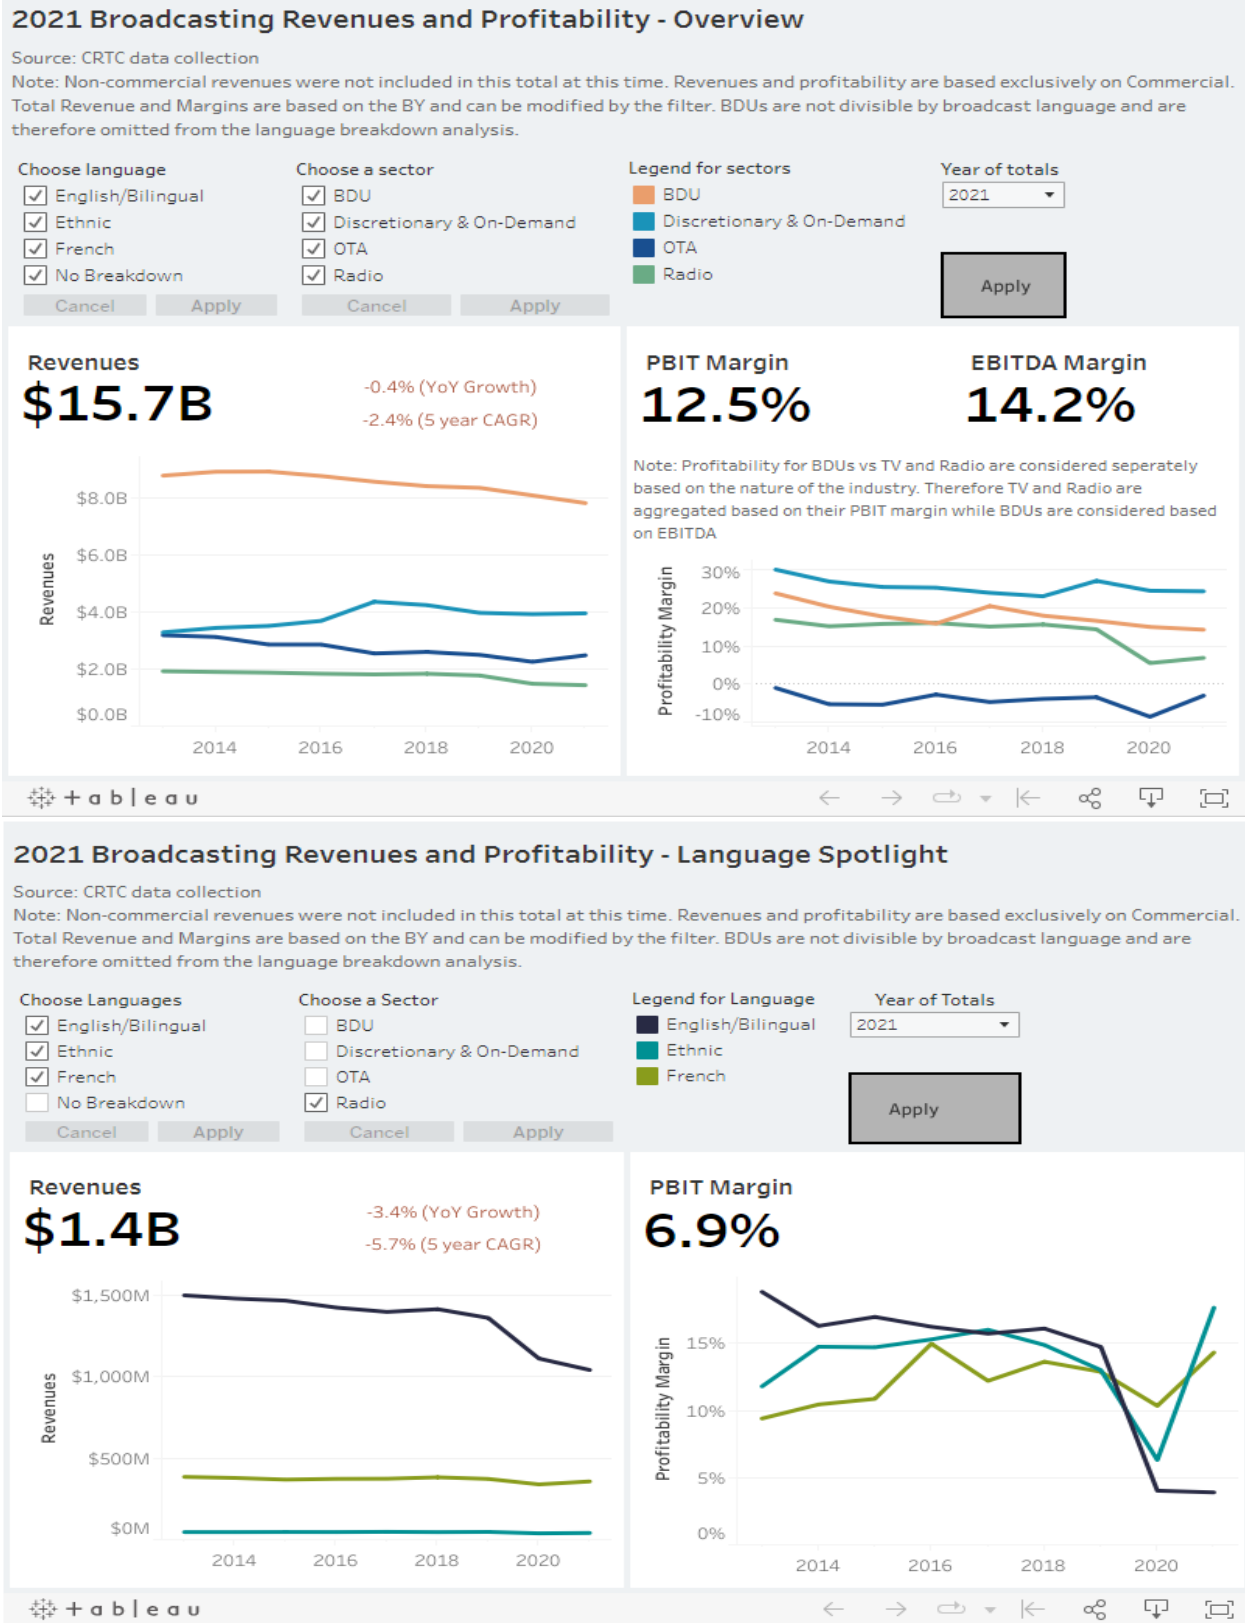 2021 Broadcasting Revenues and Profitability - Overview
Source: CRTC data collection
Note: Non-commercial revenues were not included in this total at this time. Revenues and profitability are based exclusively on Commercial.
Total Revenue and Margins are based on the BY and can be modified by the filter. BDUs are not divisible by broadcast language and are
therefore omitted from the language breakdown analysis.
Choose language
English/Bilingual
Ethnic
French
No Breakdown
Cancel Apply
Choose a sector
BDU
Discretionary & On-Demand
OTA
Radio
Cancel Apply
Legend for sectors
BDU
Discretionary & On-Demand
OTA
Radio
Year of totals
2021
Apply
Revenues
$15.7B
-0.4% (YoY Growth)
-2.4% (5 year CAGR)
Revenues
$8.0B
$6.0B
$4.0B
$2.0B
$0.0B
2014 2016 2018 2020
PBIT Margin
12.5%
EBITDA Margin
14.2%
Note: Profitability for BDUs vs TV and Radio are considered seperately
based on the nature of the industry. Therefore TV and Radio are
aggregated based on their PBIT margin while BDUs are considered based
on EBITDA
Profitability Margin
30%
20%
10%
0%
-10%
2014 2016 2018 2020
+ a b l e a u
2021 Broadcasting Revenues and Profitability - Language Spotlight
Source: CRTC data collection
Note: Non-commercial revenues were not included in this total at this time. Revenues and profitability are based exclusively on Commercial.
Total Revenue and Margins are based on the BY and can be modified by the filter. BDUs are not divisible by broadcast language and are
therefore omitted from the language breakdown analysis.
Choose Languages
English/Bilingual
Ethnic
French
No Breakdown
Cancel Apply
Choose a Sector
BDU
Discretionary & On-Demand
OTA
Radio
Cancel Apply
Legend for Language
English/Bilingual
Ethnic
French
Year of Totals
2021
Apply
Revenues
$1.4B
-3.4% (YoY Growth)
-5.7% (5 year CAGR)
Revenues
$1,500M
$1,000M
$500M
$0M
2014 2016 2018 2020
PBIT Margin
6.9%
Profitability Margin
15%
10%
5%
0%
2014 2016 2018 2020
+ a b l e a u